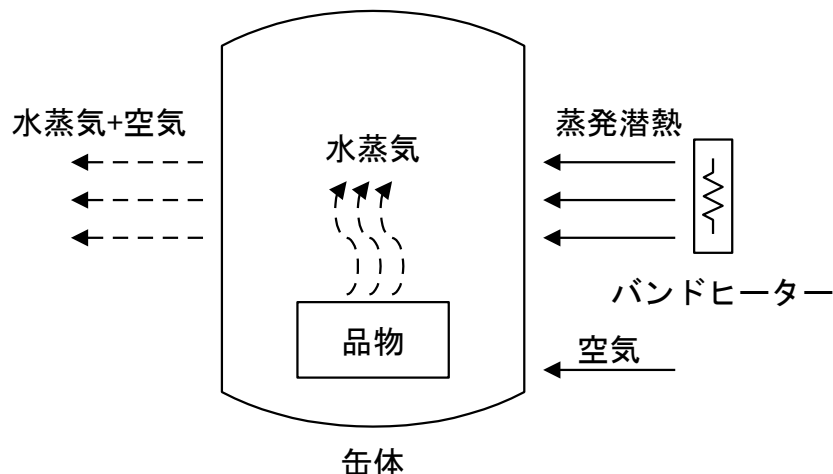 水蒸気+空気
水蒸気
蒸発潜熱
バンドヒーター
品物
空気
缶体